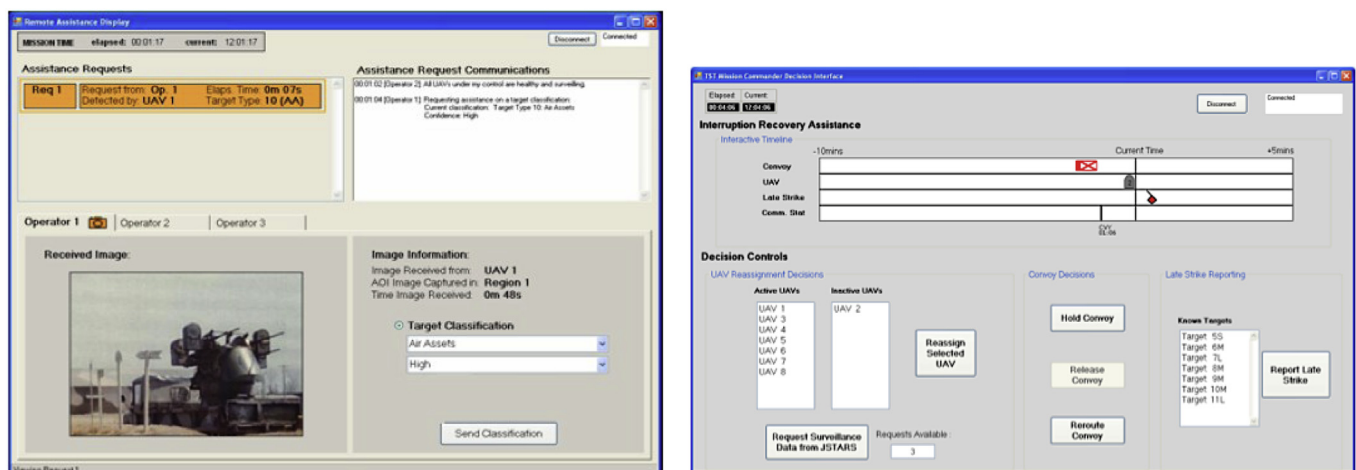 Remote Assistance Display
MISSION TIME elapsed: 00:01:17 current: 12:01:17
Disconnect Connected
Assistance Requests
Req 1 Request from: Op. 1 Elaps. Time: 0m 07s
Detected by: UAV 1 Target Type: 10 (AA)
Assistance Request Communications
00:01:02 [Operator 2]: All UAVs under my control are healthy and surveilling.
00:01:04 [Operator 1]: Requesting assistance on a target classification:
Current classification: Target Type 10: Air Assets
Confidence: High
Operator 1 Operator 2 Operator 3
Received Image:
Image Information:
Image Received from: UAV 1
AOI Image Captured in: Region 1
Time Image Received: 0m 48s
Target Classification
Air Assets
High
Send Classification
Viewing Request 1
TST Mission Commander Decision Interface
Elapsed: Current:
00:04:06 12:04:06
Disconnect
Connected
Interruption Recovery Assistance
Interactive Timeline
-10mins Current Time +5mins
Convoy
UAV
2
Late Strike
Comm. Stat
Decision Controls
UAV Reassignment Decisions
Active UAVs Inactive UAVs
UAV 1
UAV 3
UAV 4
UAV 5
UAV 6
UAV 7
UAV 8
UAV 2
Reassign
Selected
UAV
Request Surveillance
Data from JSTARS
Requests Available :
3
Convoy Decisions
Hold Convoy
Release
Convoy
Reroute
Convoy
Late Strike Reporting
Known Targets
Target 5S
Target 6M
Target 7L
Target 8M
Target 9M
Target 10M
Target 11L
Report Late
Strike